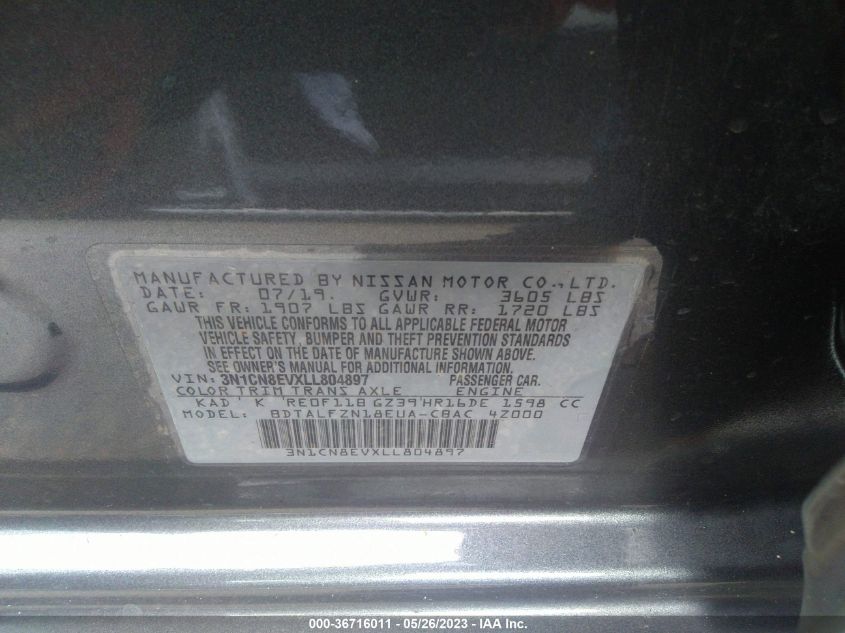 MANUFACTURED BY NISSAN MOTOR CO., LTD.
DATE: 07/19. GVWR: 3605 LBS
GAWR FR: 1907 LBS GAWR RR: 1720 LBS
THIS VEHICLE CONFORMS TO ALL APPLICABLE FEDERAL MOTOR
VEHICLE SAFETY, BUMPER AND THEFT PREVENTION STANDARDS
IN EFFECT ON THE DATE OF MANUFACTURE SHOWN ABOVE.
SEE OWNER'S MANUAL FOR ADDITIONAL INFORMATION.
VIN: 3N1CN8EVXLL804897 PASSENGER CAR.
COLOR TRIM TRANS AXLE ENGINE
KAD' K 'RE0F11B GZ39'HR16DE 1598 CC
MODEL: BDTALFZN18EUA-CBAC 4Z000
3N1CN8EVXLL804897
000-36716011 - 05/26/2023 - IAA Inc.